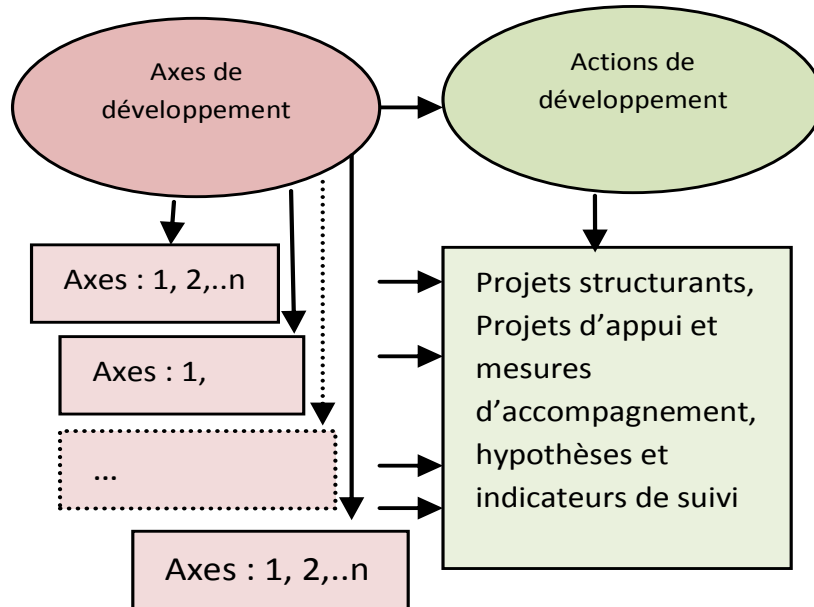 Axes de
développement
Actions de
développement
Axes : 1, 2,..n
Axes : 1,
...
Axes : 1, 2,..n
Projets structurants,
Projets d’appui et
mesures
d’accompagnement,
hypothèses et
indicateurs de suivi